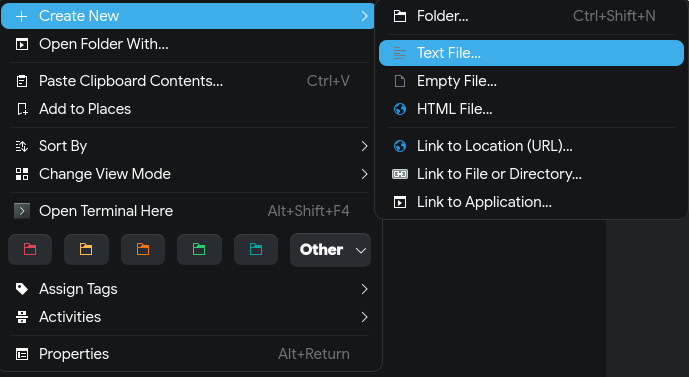 Create New
Open Folder With...
Paste Clipboard Contents... Ctrl+V
Add to Places
Sort By
Change View Mode
Open Terminal Here Alt+Shift+F4
Other
Assign Tags
Activities
Properties Alt+Return
Folder... Ctrl+Shift+N
Text File...
Empty File...
HTML File...
Link to Location (URL)...
Link to File or Directory...
Link to Application...